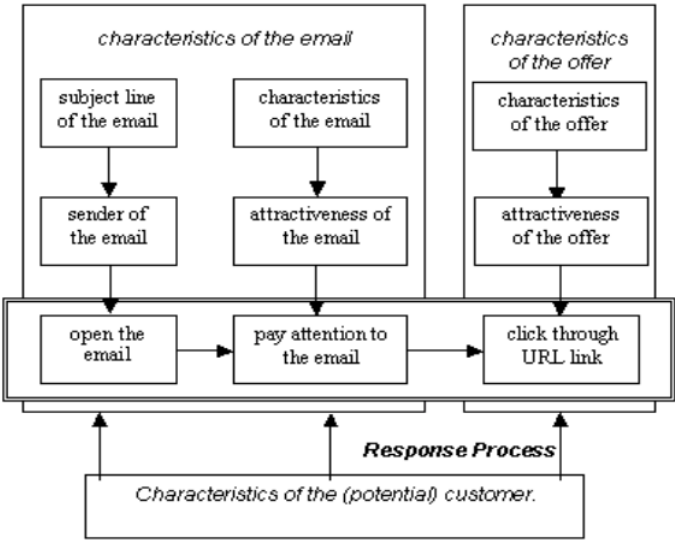 characteristics of the email
characteristics
of the offer
subject line
of the email
characteristics
of the email
characteristics
of the offer
sender of
the email
attractiveness of
the email
attractiveness
of the offer
open the
email
pay attention to
the email
click through
URL link
Response Process
Characteristics of the (potential) customer.